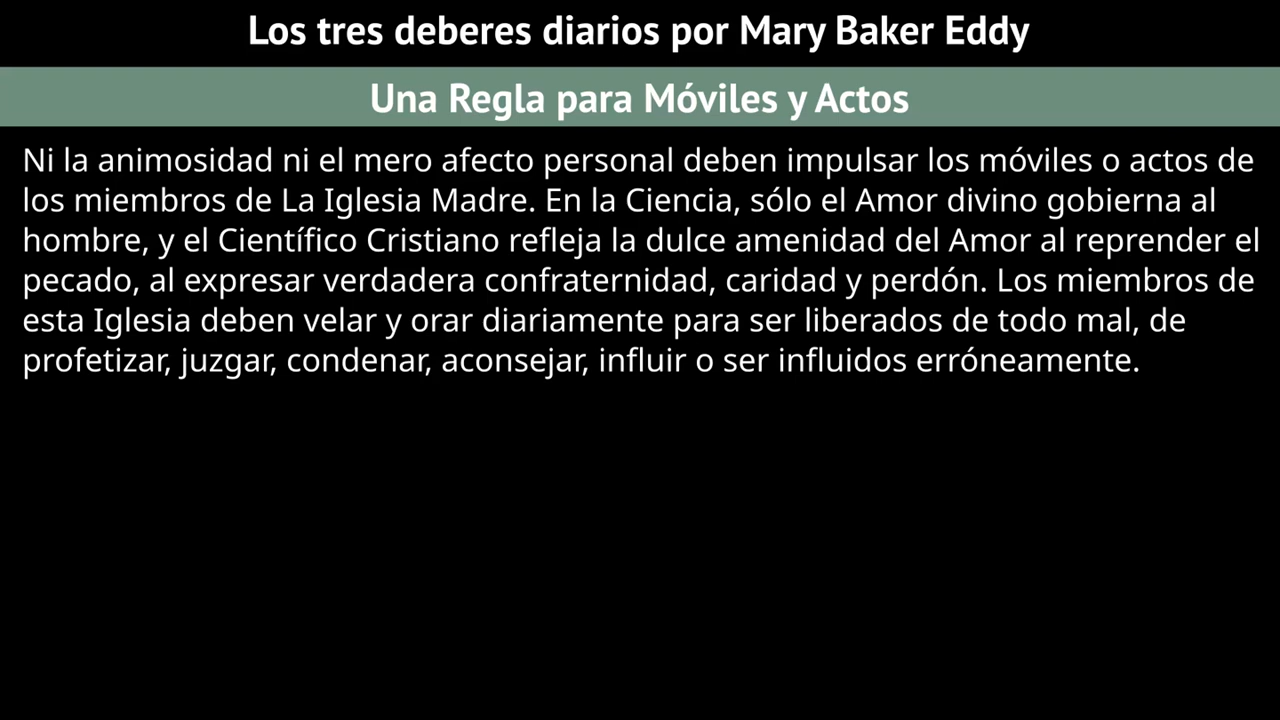 Los tres deberes diarios por Mary Baker Eddy
Una Regla para Móviles y Actos
Ni la animosidad ni el mero afecto personal deben impulsar los móviles o actos de
los miembros de La Iglesia Madre. En la Ciencia, sólo el Amor divino gobierna al
hombre, y el Científico Cristiano refleja la dulce amenidad del Amor al reprender el
pecado, al expresar verdadera confraternidad, caridad y perdón. Los miembros de
esta Iglesia deben velar y orar diariamente para ser liberados de todo mal, de
profetizar, juzgar, condenar, aconsejar, influir o ser influidos erróneamente.